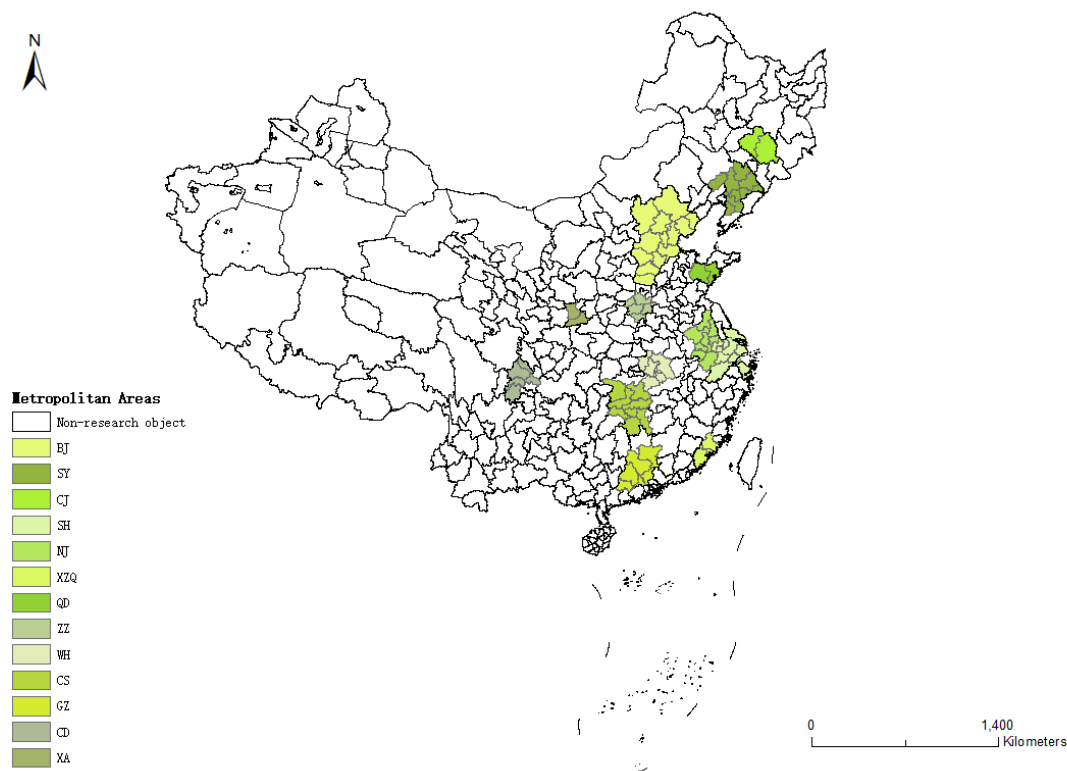 N
Metropolitan Areas
Non-research object
BJ
SY
CJ
SH
NJ
XZQ
QD
ZZ
WH
CS
GZ
CD
XA
0 1,400
Kilometers